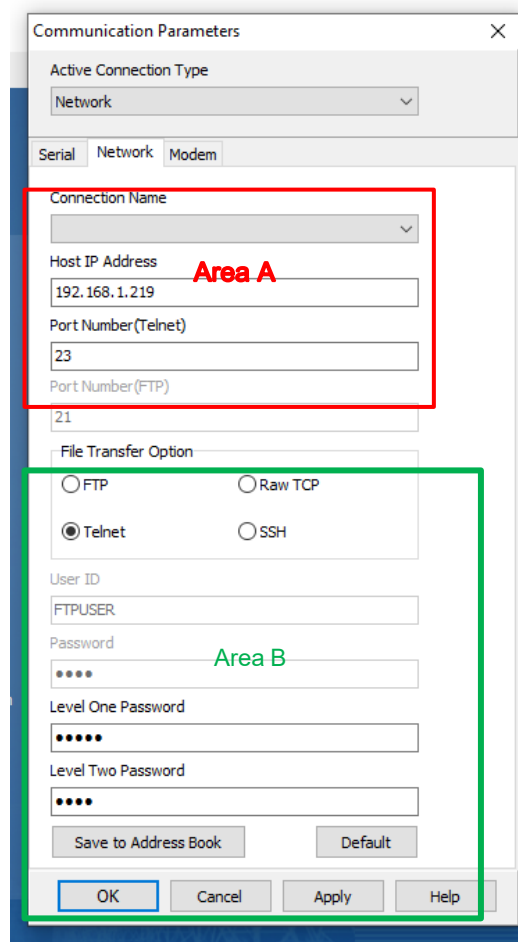 Communication Parameters
Active Connection Type
Network
Serial Network Modem
Connection Name
Area A
Host IP Address
192.168.1.219
Port Number(Telnet)
23
Port Number(FTP)
21
File Transfer Option
FTP Raw TCP
Telnet SSH
User ID
FTPUSER
Password
••••
Area B
Level One Password
•••••
Level Two Password
••••
Save to Address Book Default
OK Cancel Apply Help